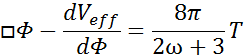 □Φ − dV_eff/dΦ = 8π/(2ω + 3) T